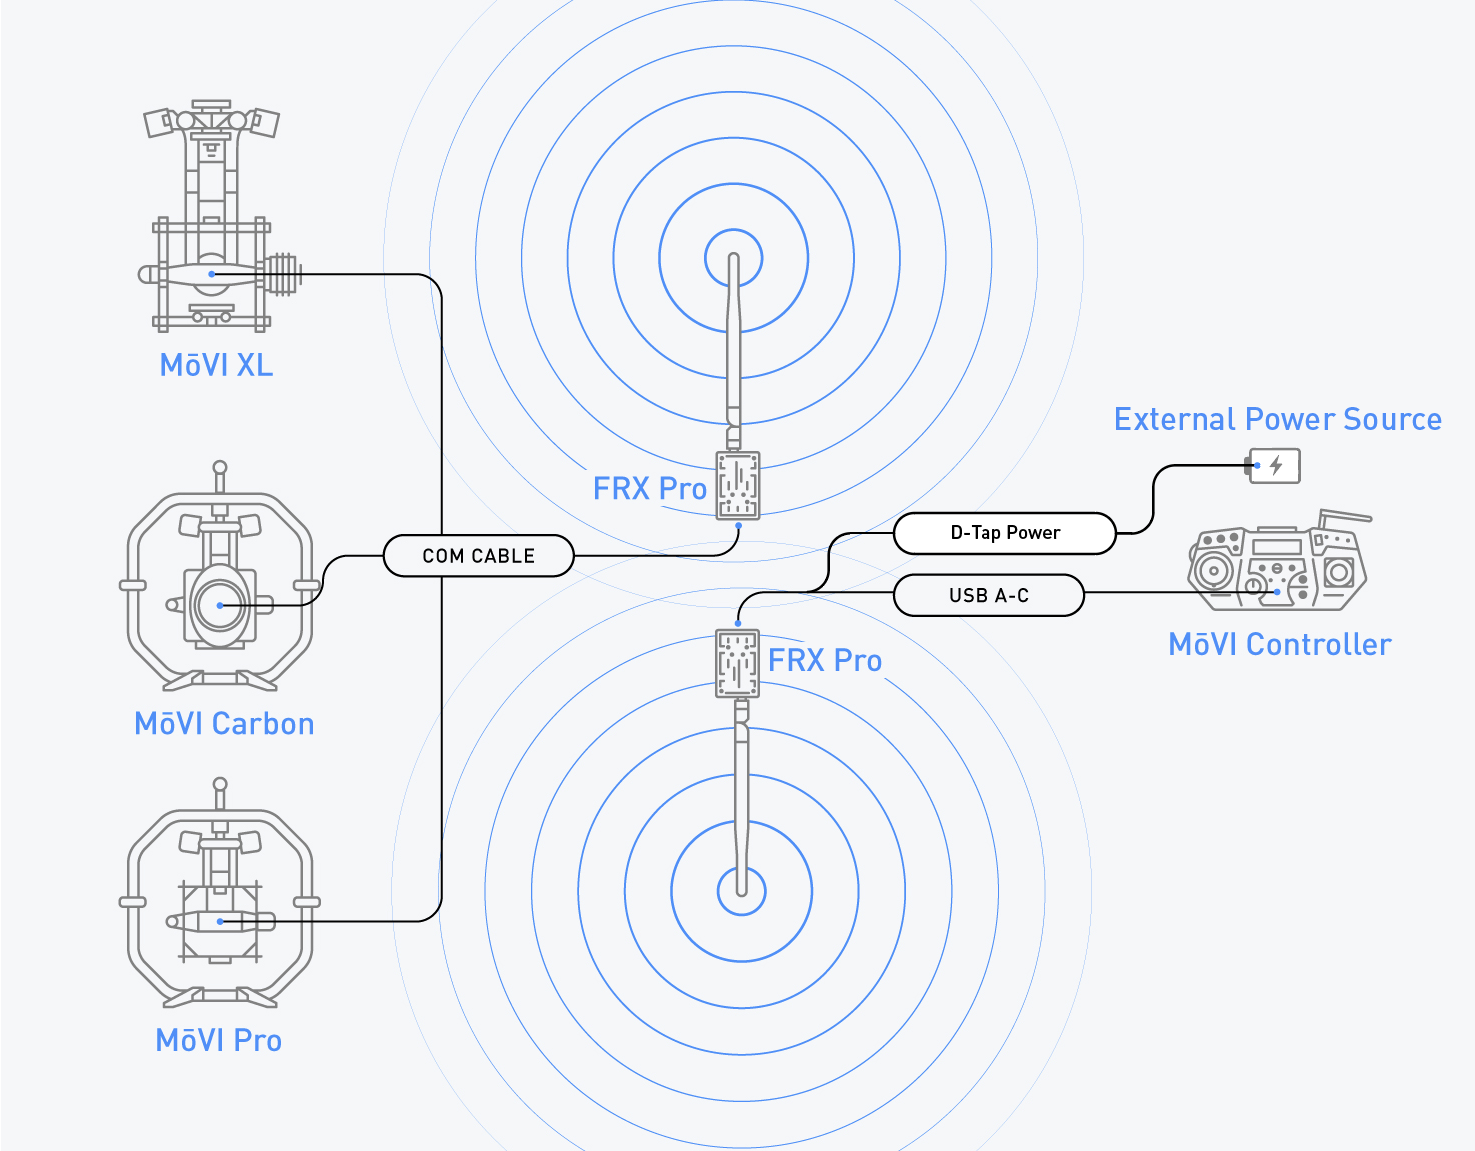 MōVI XL
External Power Source
FRX Pro
D-Tap Power
COM CABLE
USB A-C
MōVI Controller
FRX Pro
MōVI Carbon
MōVI Pro